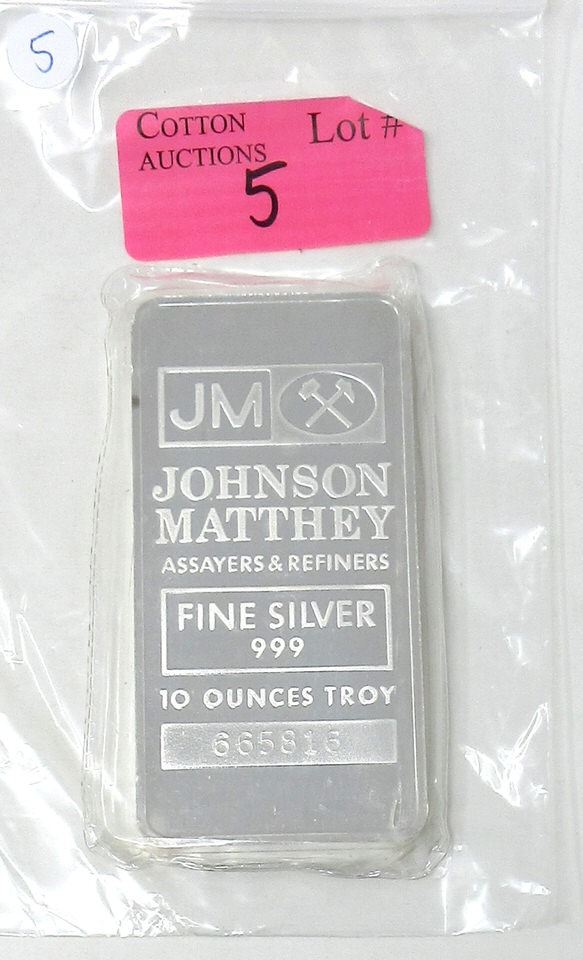 5
COTTON
AUCTIONS
Lot #
5
JM
JOHNSON
MATTHEY
ASSAYERS & REFINERS
FINE SILVER
999
10 OUNCES TROY
665816